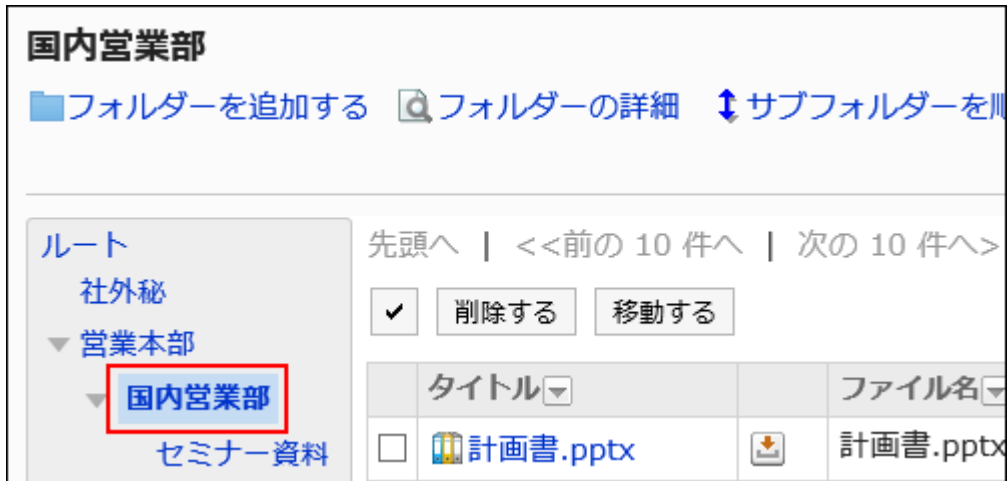 国内営業部
フォルダーを追加する フォルダーの詳細 サブフォルダーを
ルート
社外秘
営業本部
国内営業部
セミナー資料
先頭へ | <<前の 10 件へ | 次の 10 件へ>
削除する 移動する
タイトル ファイル名
計画書.pptx 計画書.pptx